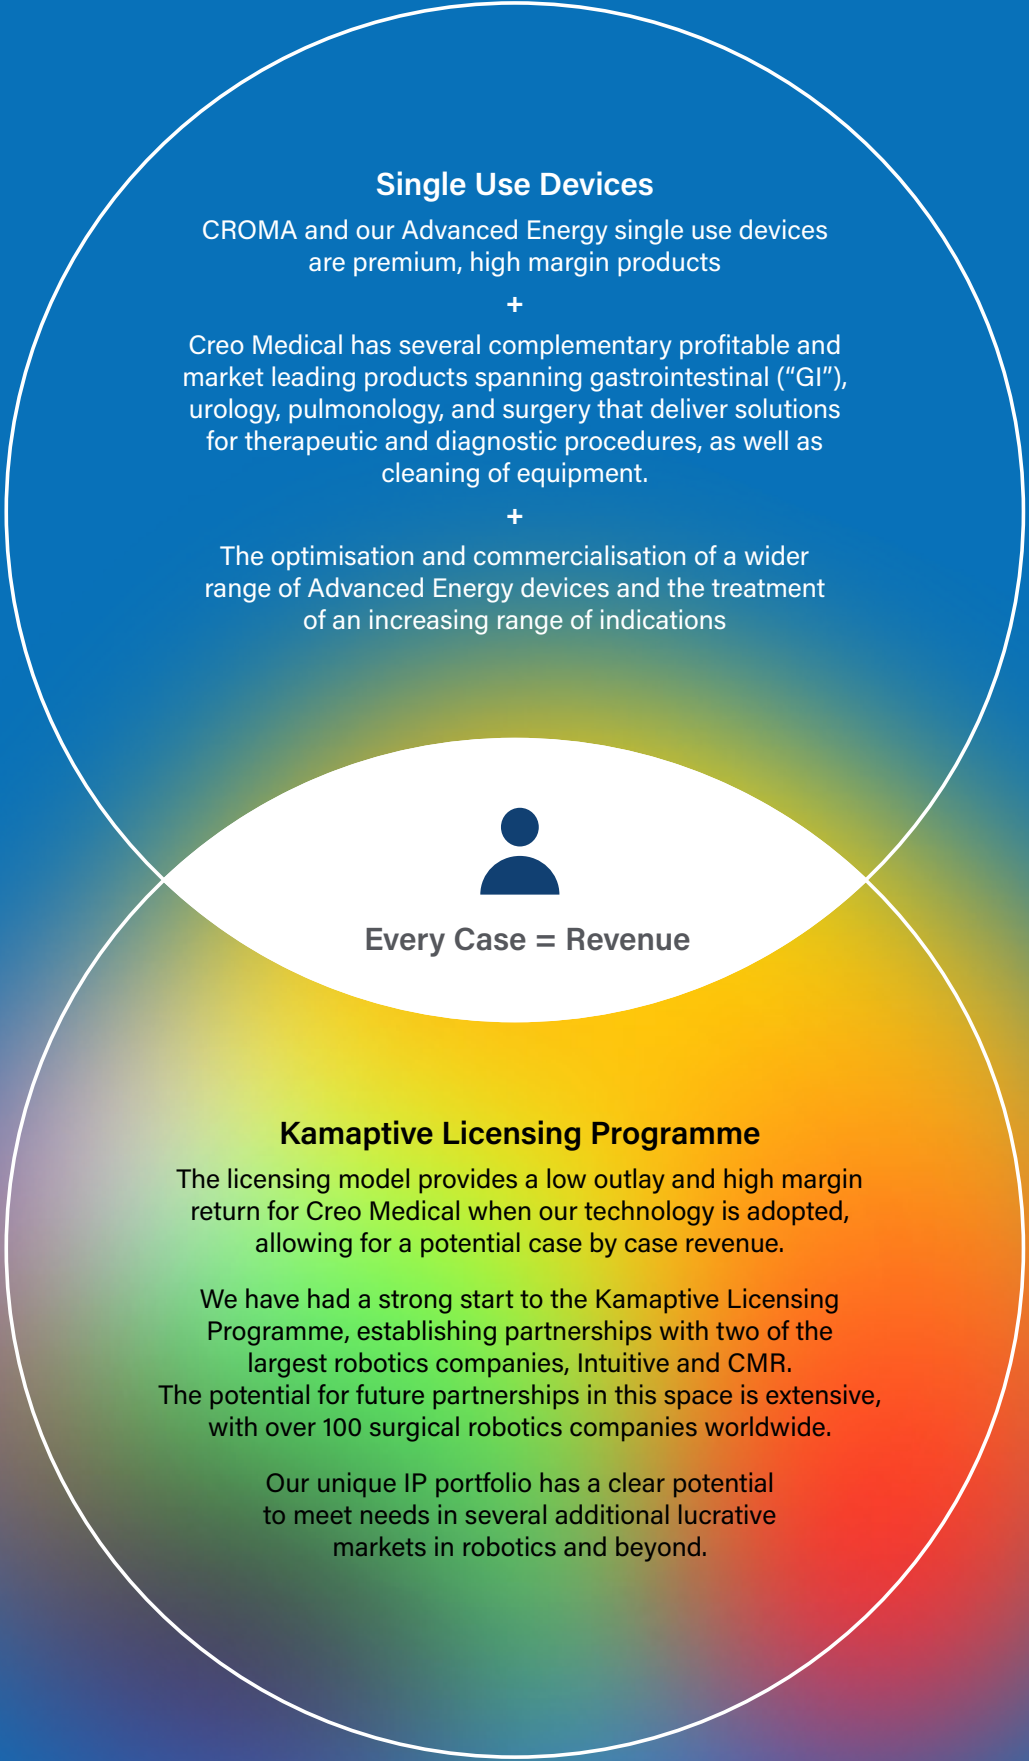 Single Use Devices
CROMA and our Advanced Energy single use devices
are premium, high margin products
+
Creo Medical has several complementary profitable and
market leading products spanning gastrointestinal (“GI”),
urology, pulmonology, and surgery that deliver solutions
for therapeutic and diagnostic procedures, as well as
cleaning of equipment.
+
The optimisation and commercialisation of a wider
range of Advanced Energy devices and the treatment
of an increasing range of indications
Every Case = Revenue
Kamaptive Licensing Programme
The licensing model provides a low outlay and high margin
return for Creo Medical when our technology is adopted,
allowing for a potential case by case revenue.
We have had a strong start to the Kamaptive Licensing
Programme, establishing partnerships with two of the
largest robotics companies, Intuitive and CMR.
The potential for future partnerships in this space is extensive,
with over 100 surgical robotics companies worldwide.
Our unique IP portfolio has a clear potential
to meet needs in several additional lucrative
markets in robotics and beyond.